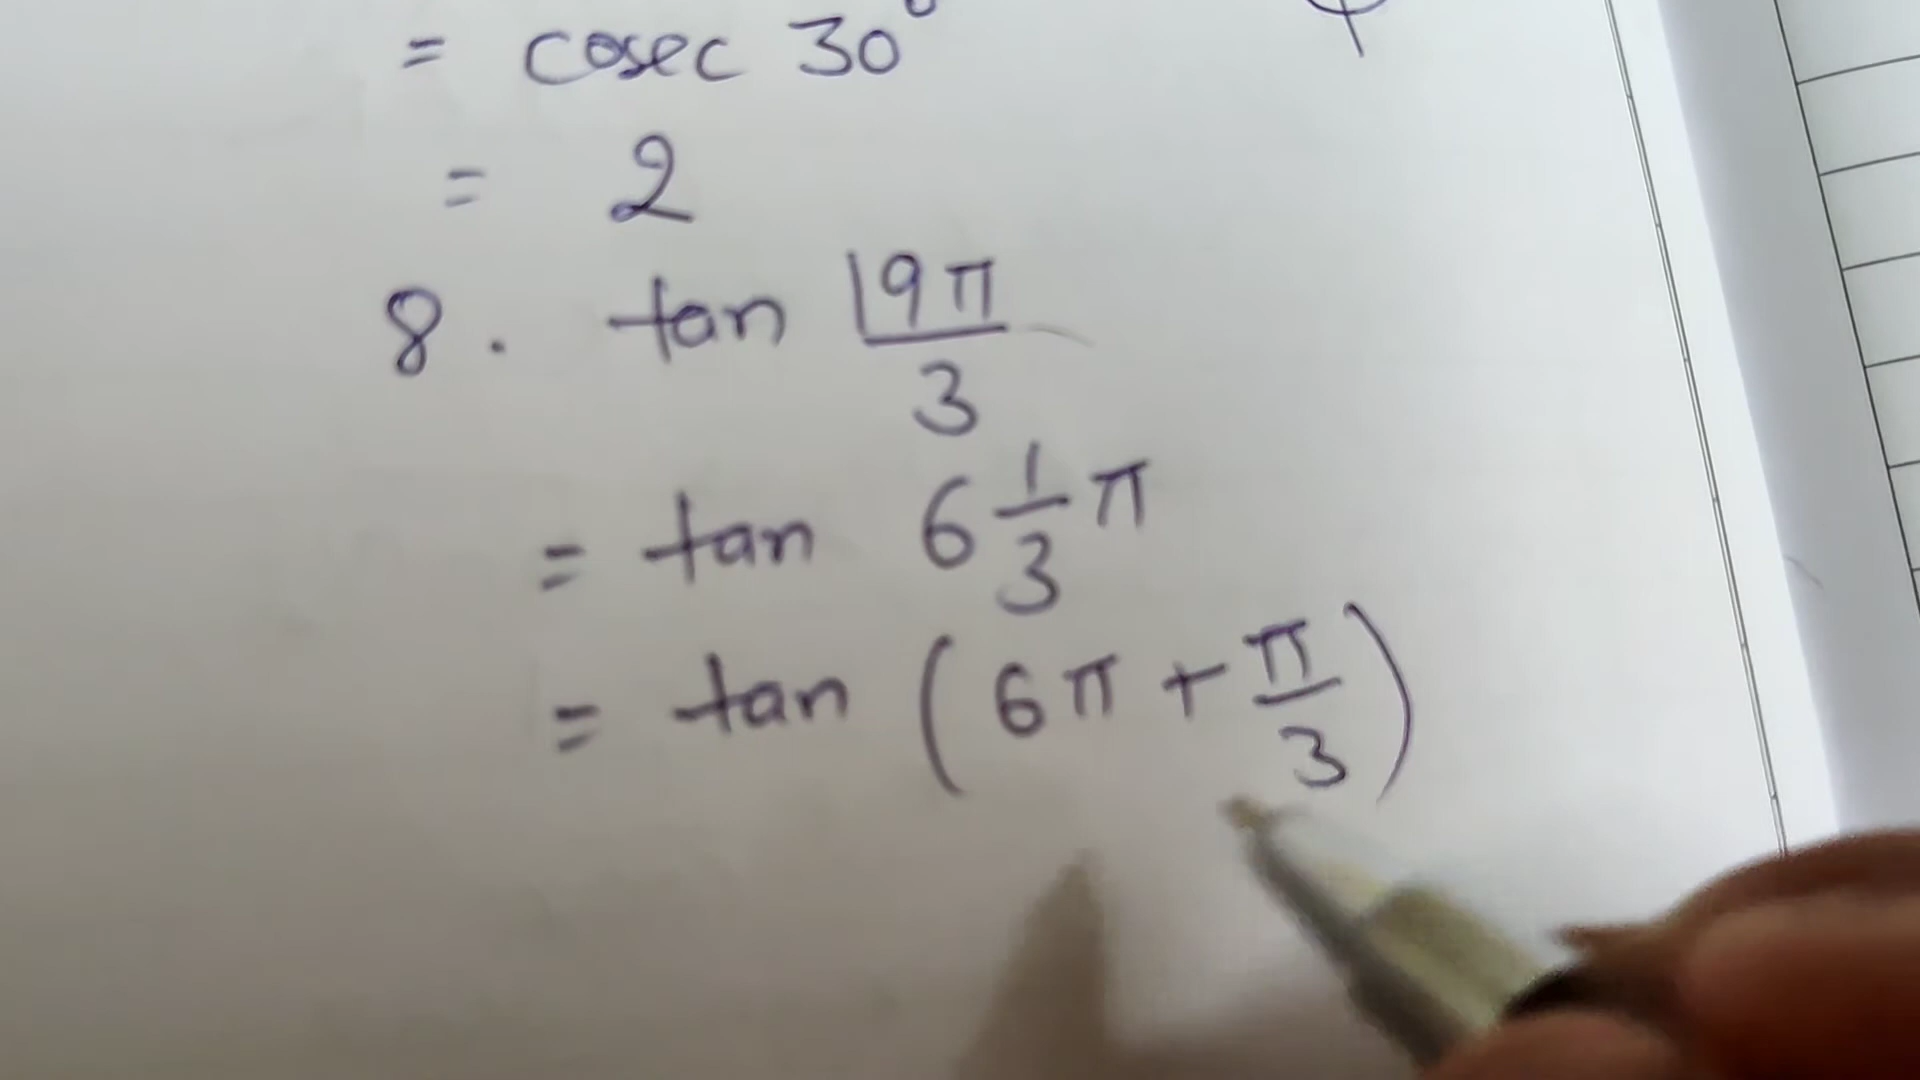 = cosec 30°
= 2
8. tan 19π/3
= tan 6 1/3 π
= tan (6π + π/3)